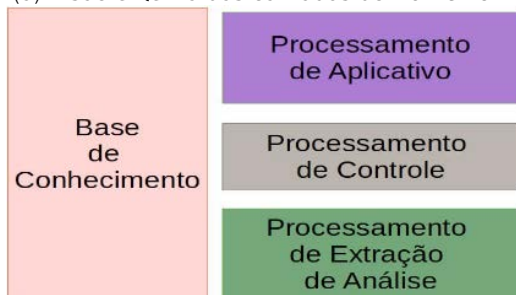 Base
de
Conhecimento
Processamento
de Aplicativo
Processamento
de Controle
Processamento
de Extração
de Análise